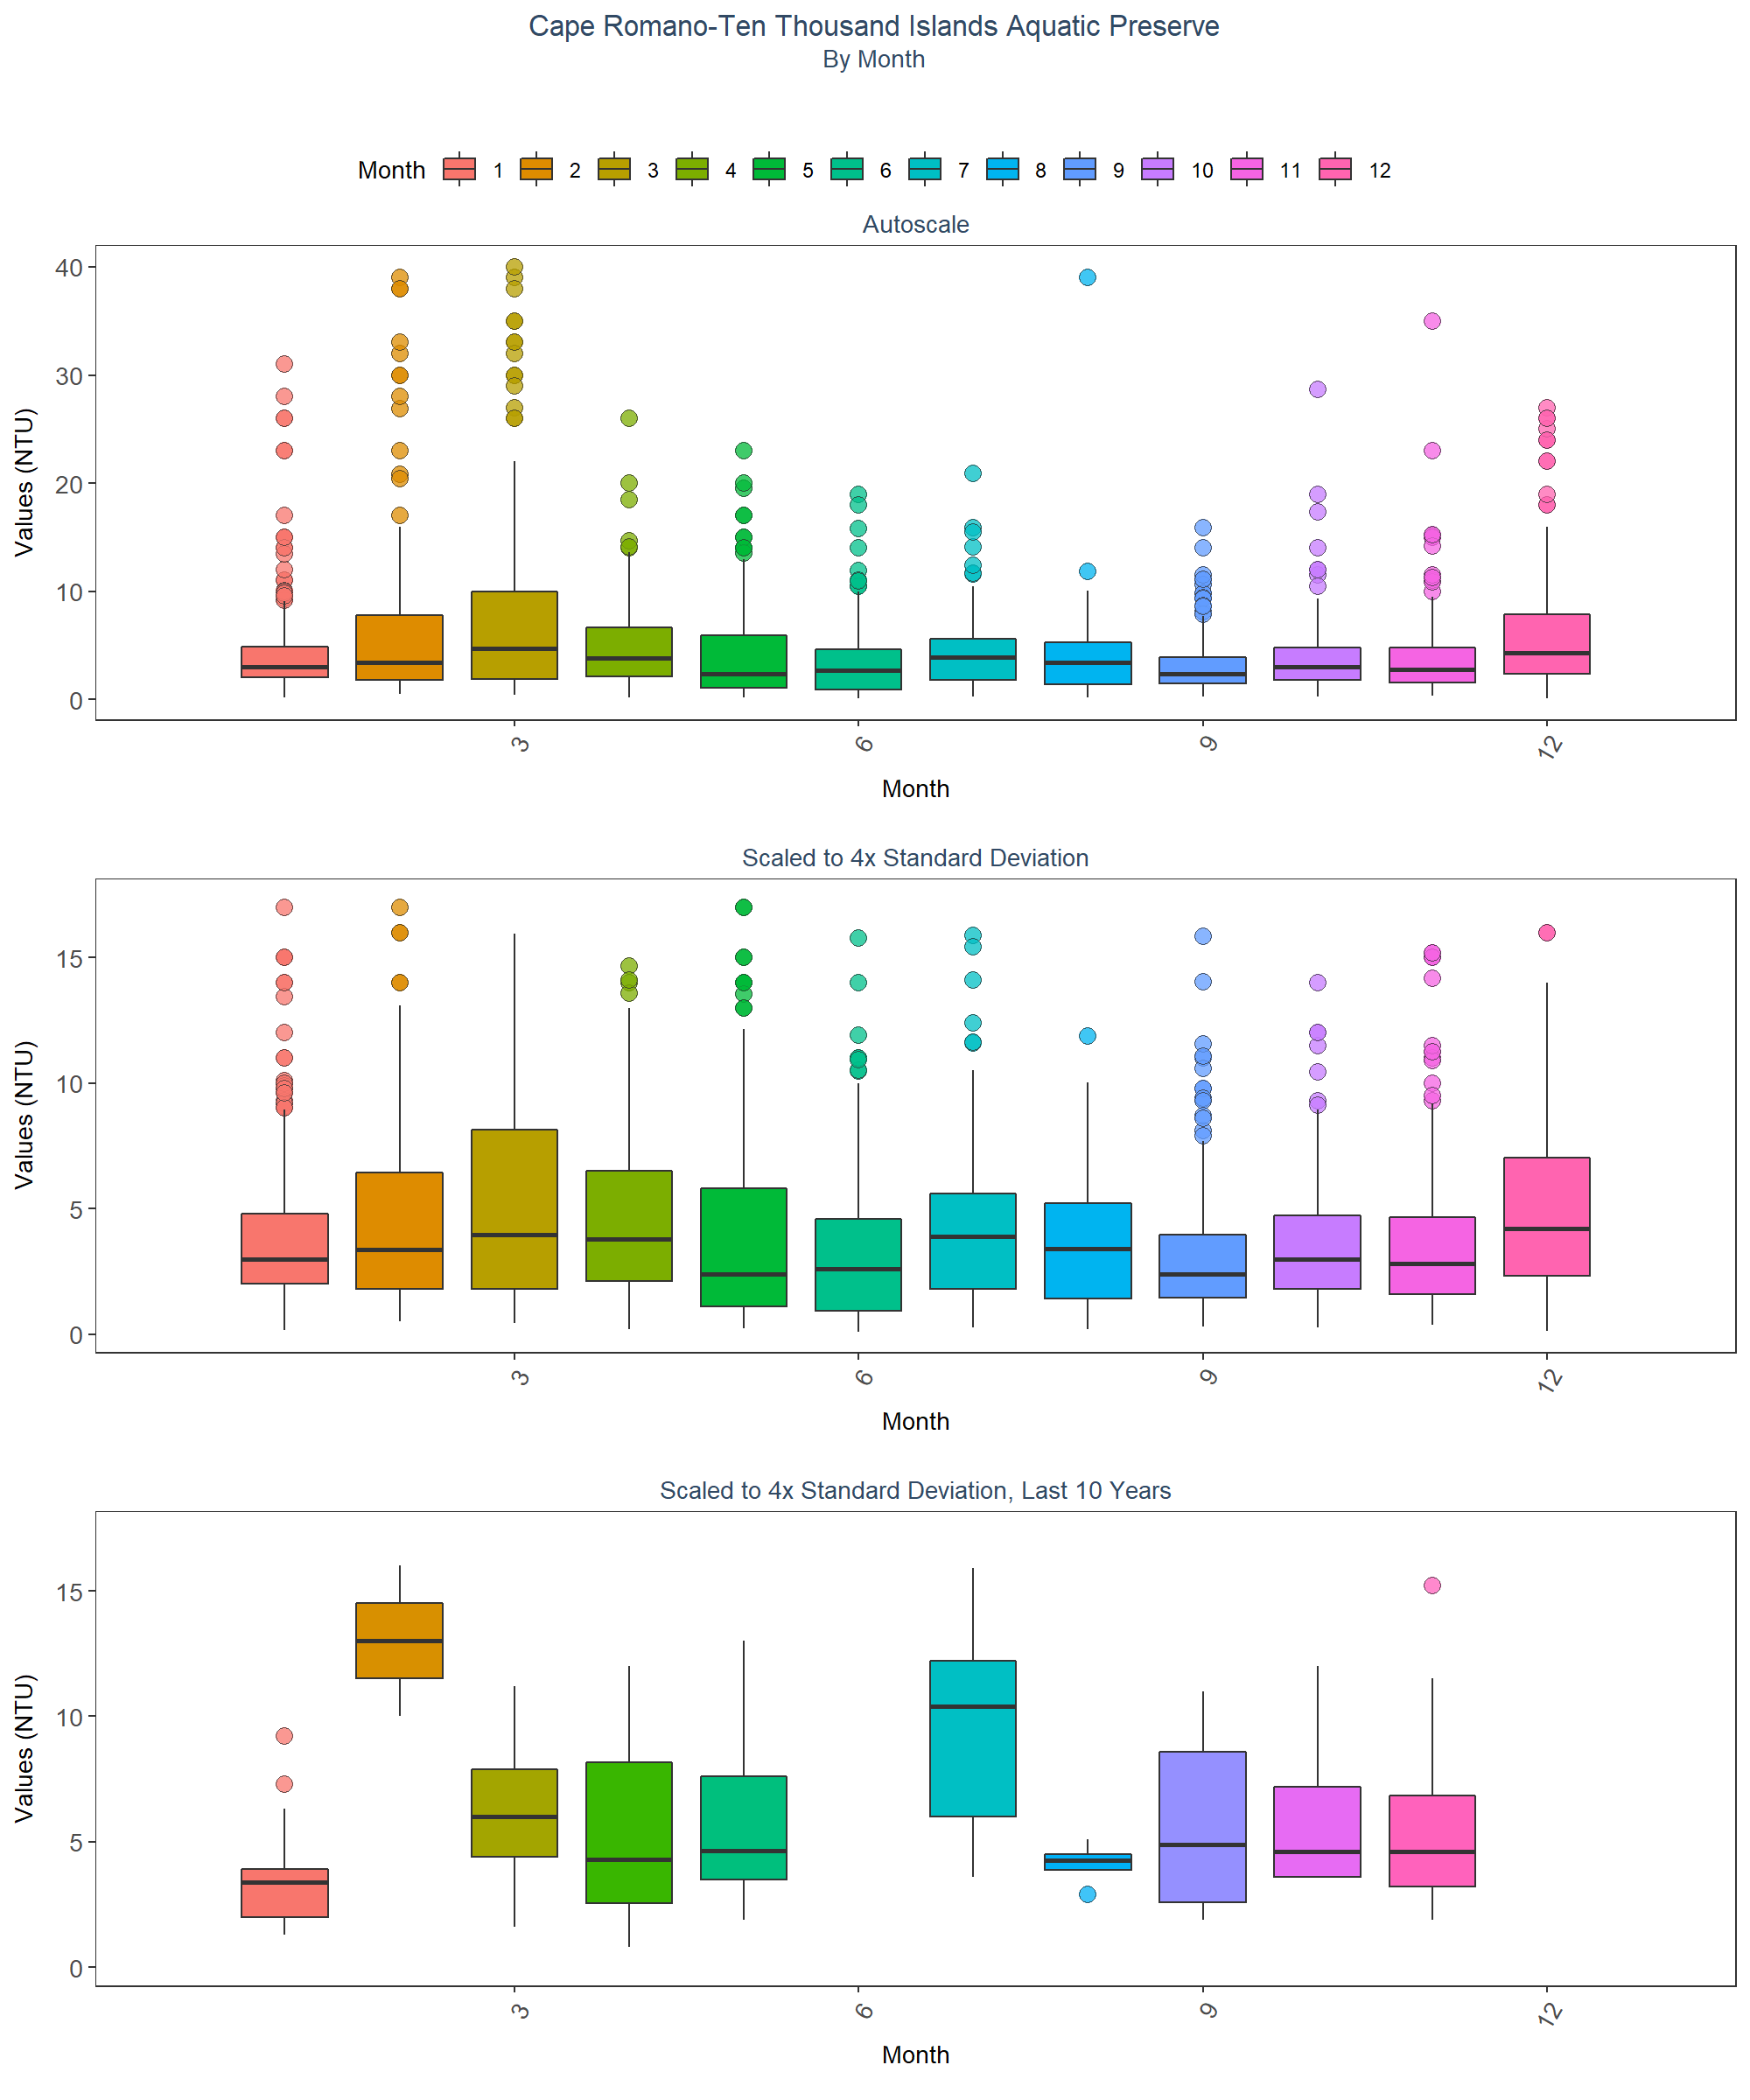 Cape Romano-Ten Thousand Islands Aquatic Preserve
By Month
Month 1 2 3 4 5 6 7 8 9 10 11 12
Autoscale
Values (NTU)
40
30
20
10
0
3 6 9 12
Month
Scaled to 4x Standard Deviation
Values (NTU)
15
10
5
0
3 6 9 12
Month
Scaled to 4x Standard Deviation, Last 10 Years
Values (NTU)
15
10
5
0
3 6 9 12
Month